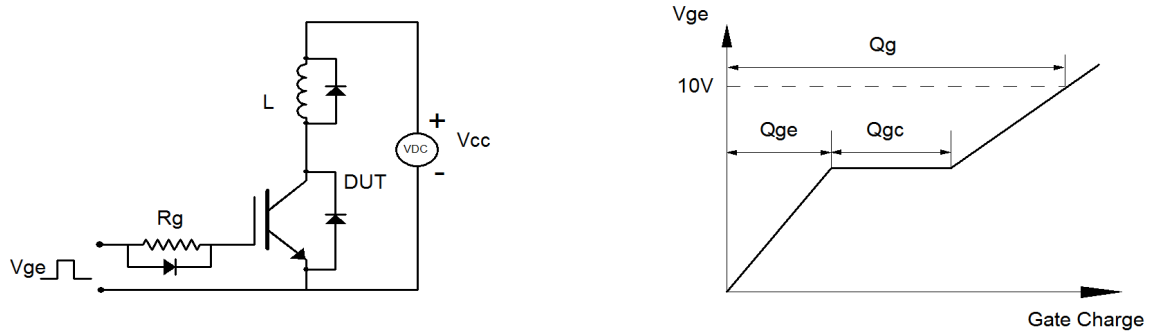 L
VDC
+
-
Vcc
DUT
Rg
Vge
Vge
Qg
10V
Qge
Qgc
Gate Charge